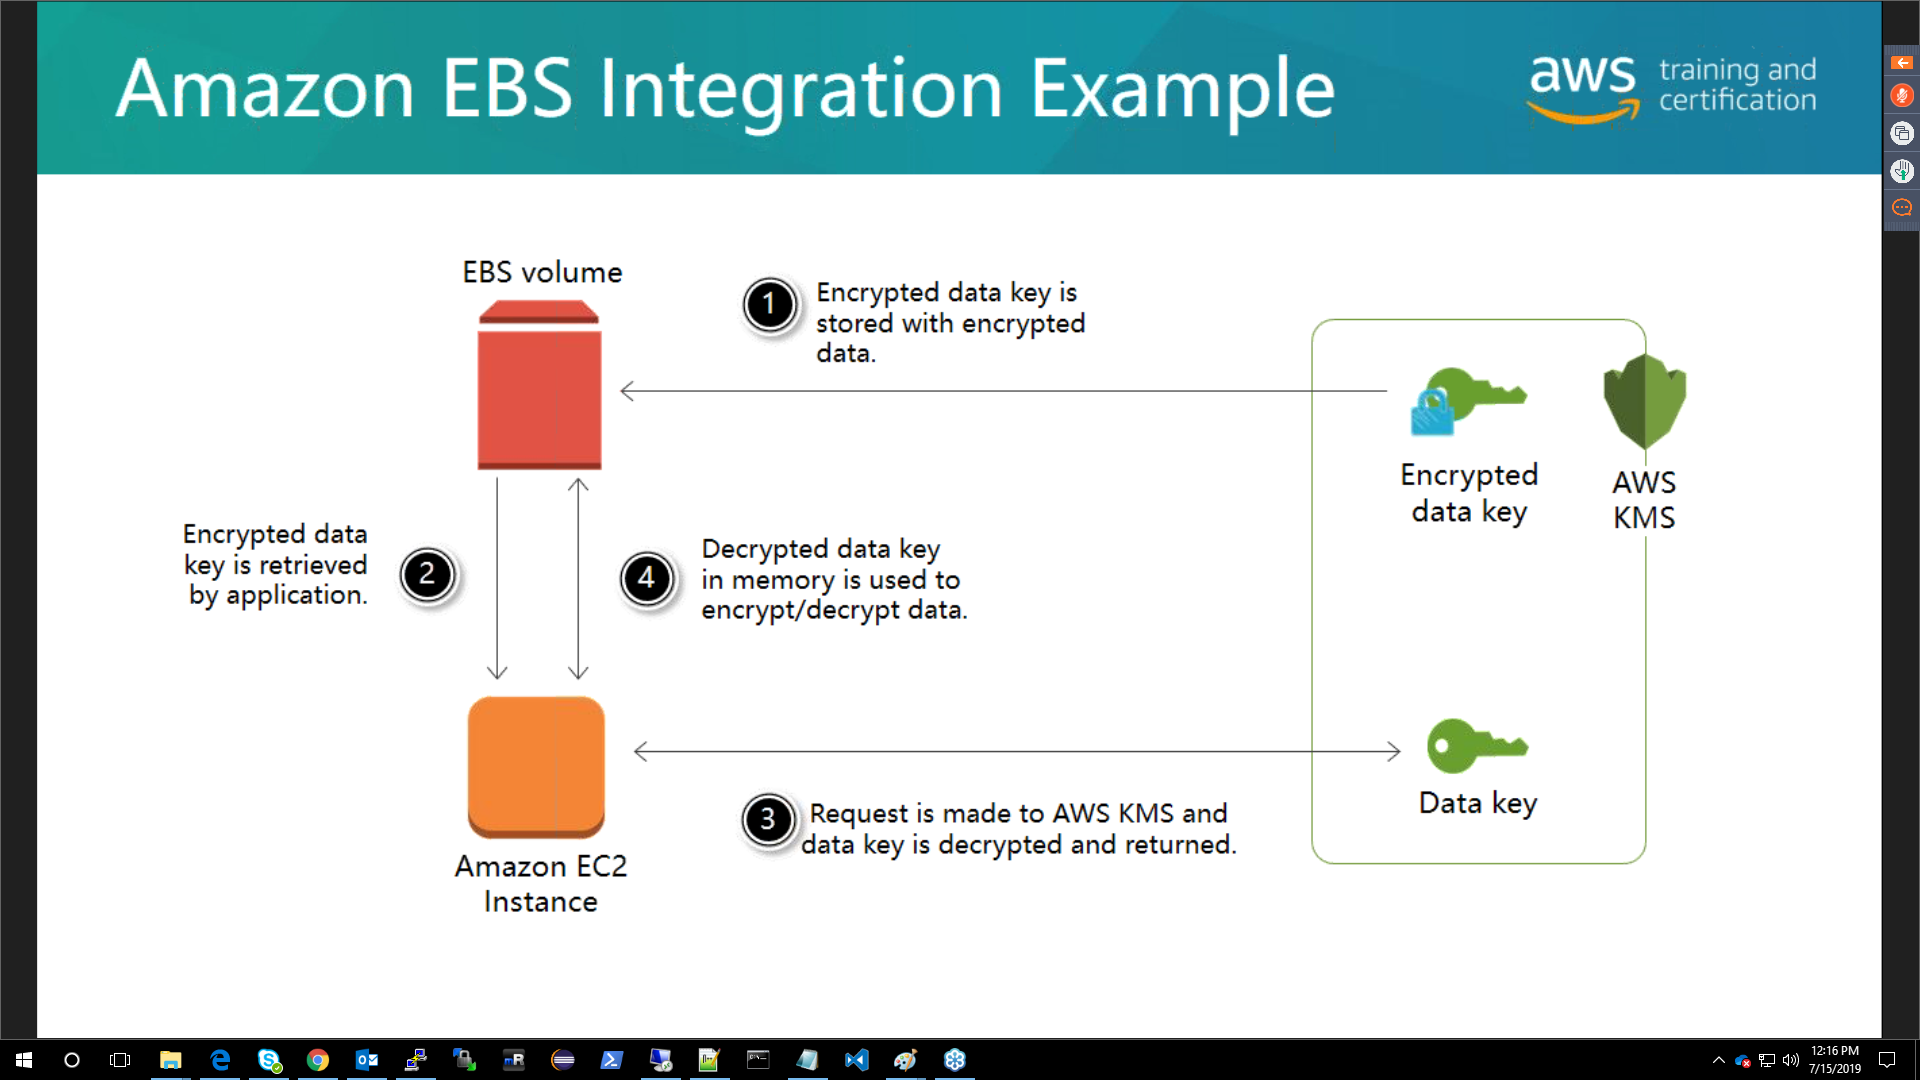 Amazon EBS Integration Example
aws training and
certification
EBS volume
1
Encrypted data key is
stored with encrypted
data.
Encrypted
data key
AWS
KMS
Encrypted data
key is retrieved
by application.
2
4
Decrypted data key
in memory is used to
encrypt/decrypt data.
Data key
3
Request is made to AWS KMS and
data key is decrypted and returned.
Amazon EC2
Instance
12:16 PM
7/15/2019